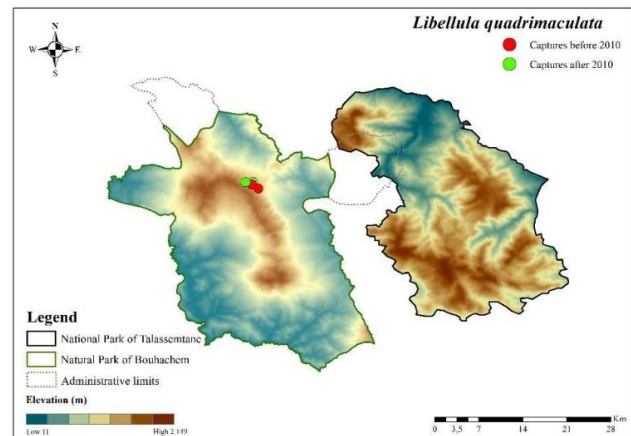 N
W E
S
Libellula quadrimaculata
Captures before 2010
Captures after 2010
Legend
National Park of Talassemtane
Natural Park of Bouhachem
Administrative limits
Elevation (m)
Low 11 High 2 149
Km
0 3,5 7 14 21 28